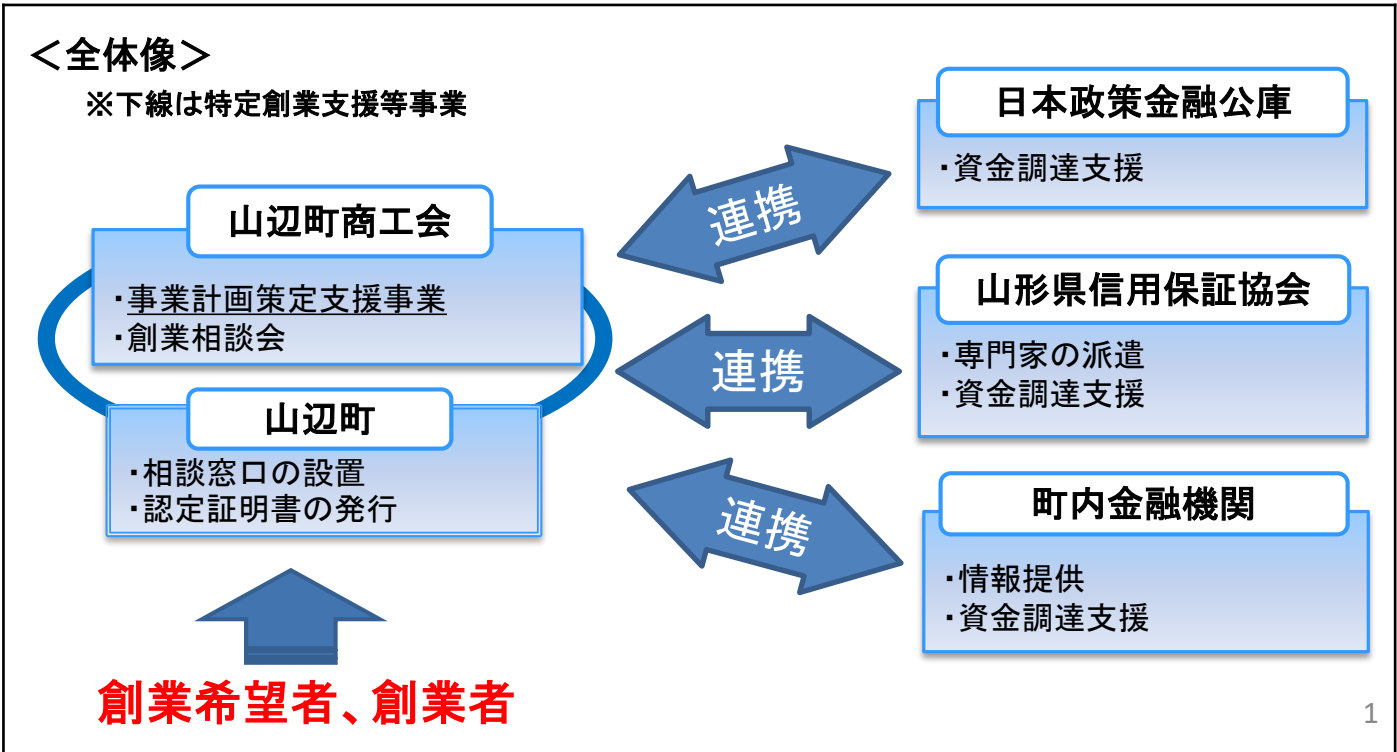 ＜全体像＞
※下線は特定創業支援等事業
山辺町商工会
・事業計画策定支援事業
・創業相談会
山辺町
・相談窓口の設置
・認定証明書の発行
創業希望者、創業者
連携
連携
連携
日本政策金融公庫
・資金調達支援
山形県信用保証協会
・専門家の派遣
・資金調達支援
町内金融機関
・情報提供
・資金調達支援
1